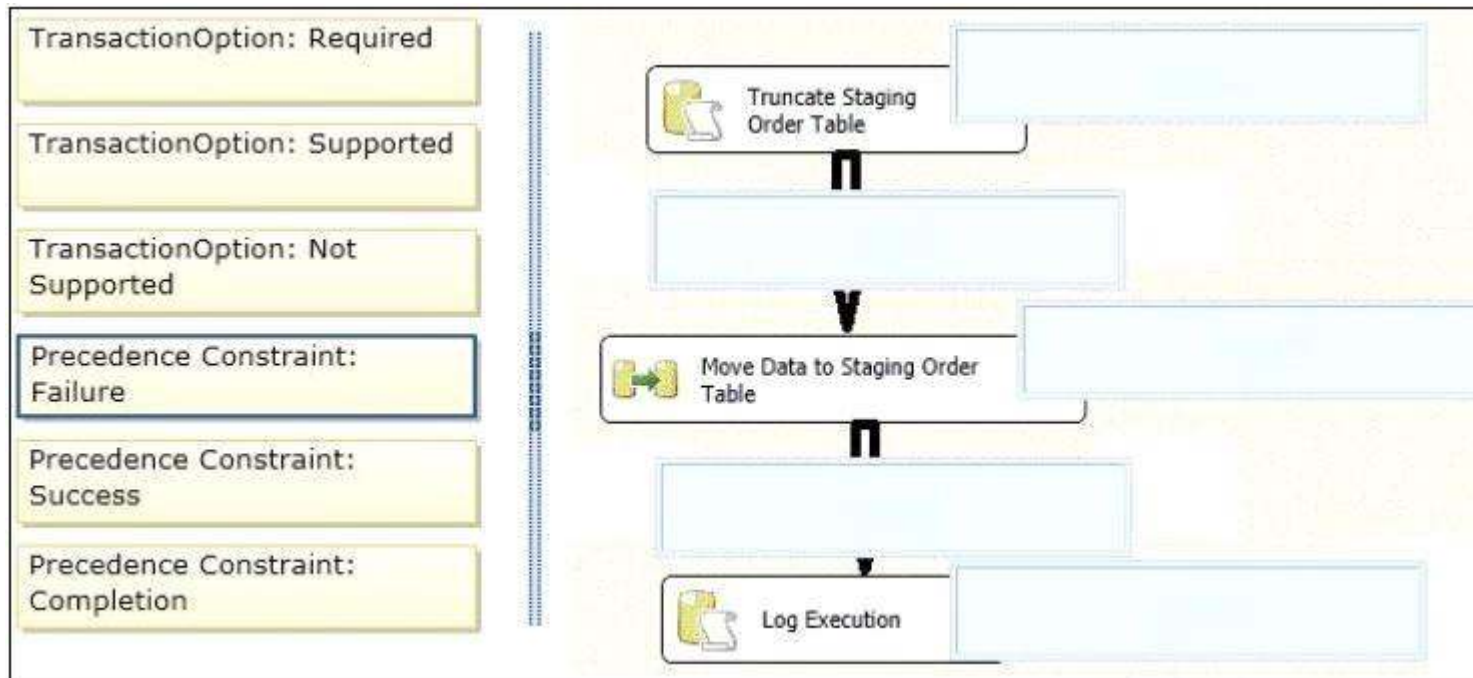 TransactionOption: Required
TransactionOption: Supported
TransactionOption: Not
Supported
Precedence Constraint:
Failure
Precedence Constraint:
Success
Precedence Constraint:
Completion
Truncate Staging
Order Table
Move Data to Staging Order
Table
Log Execution